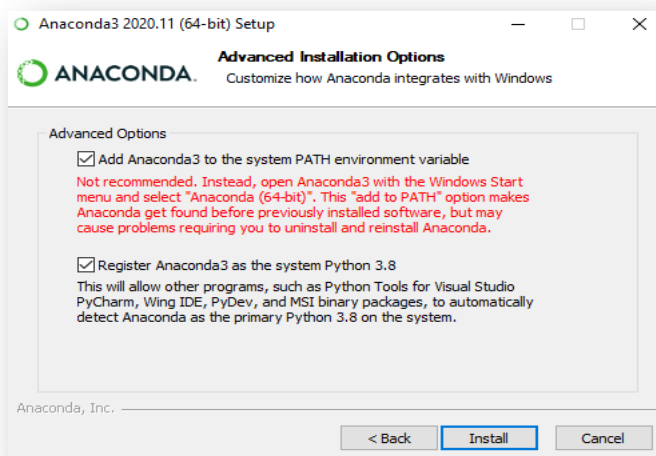 Anaconda3 2020.11 (64-bit) Setup
ANACONDA.
Advanced Installation Options
Customize how Anaconda integrates with Windows
Advanced Options
Add Anaconda3 to the system PATH environment variable
Not recommended. Instead, open Anaconda3 with the Windows Start
menu and select "Anaconda (64-bit)". This "add to PATH" option makes
Anaconda get found before previously installed software, but may
cause problems requiring you to uninstall and reinstall Anaconda.
Register Anaconda3 as the system Python 3.8
This will allow other programs, such as Python Tools for Visual Studio
PyCharm, Wing IDE, PyDev, and MSI binary packages, to automatically
detect Anaconda as the primary Python 3.8 on the system.
Anaconda, Inc.
< Back
Install
Cancel